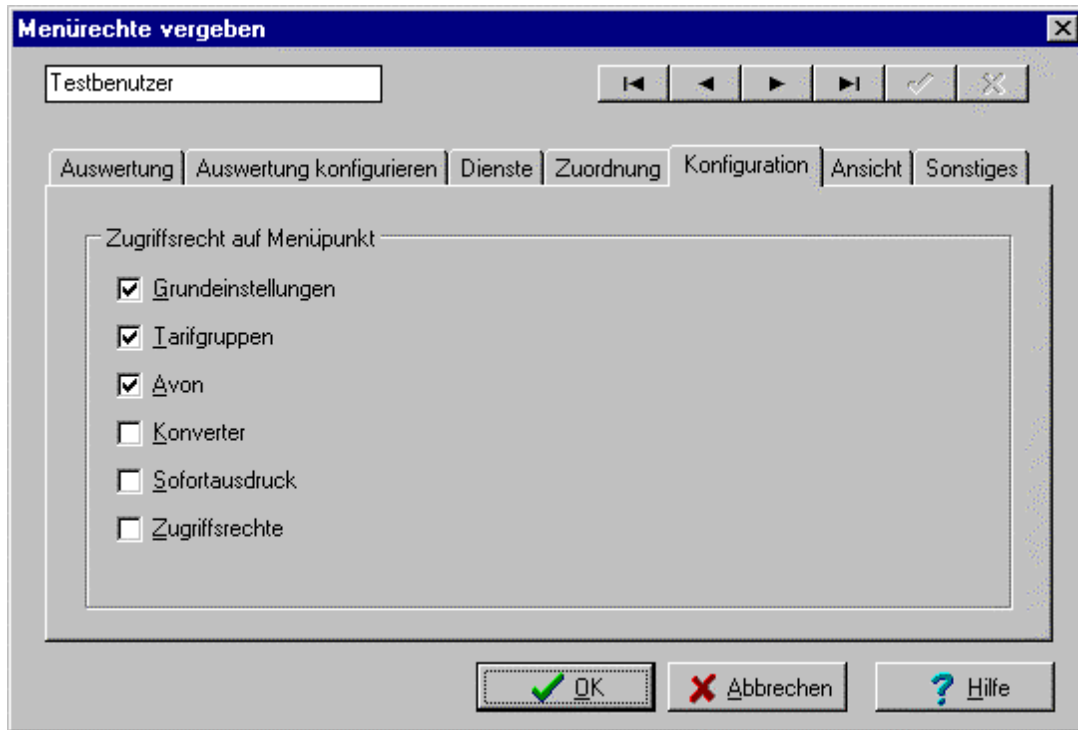 Menürechte vergeben
Testbenutzer
Auswertung Auswertung konfigurieren Dienste Zuordnung Konfiguration Ansicht Sonstiges
Zugriffsrecht auf Menüpunkt
Grundeinstellungen
Tarifgruppen
Avon
Konverter
Sofortausdruck
Zugriffsrechte
OK Abbrechen Hilfe